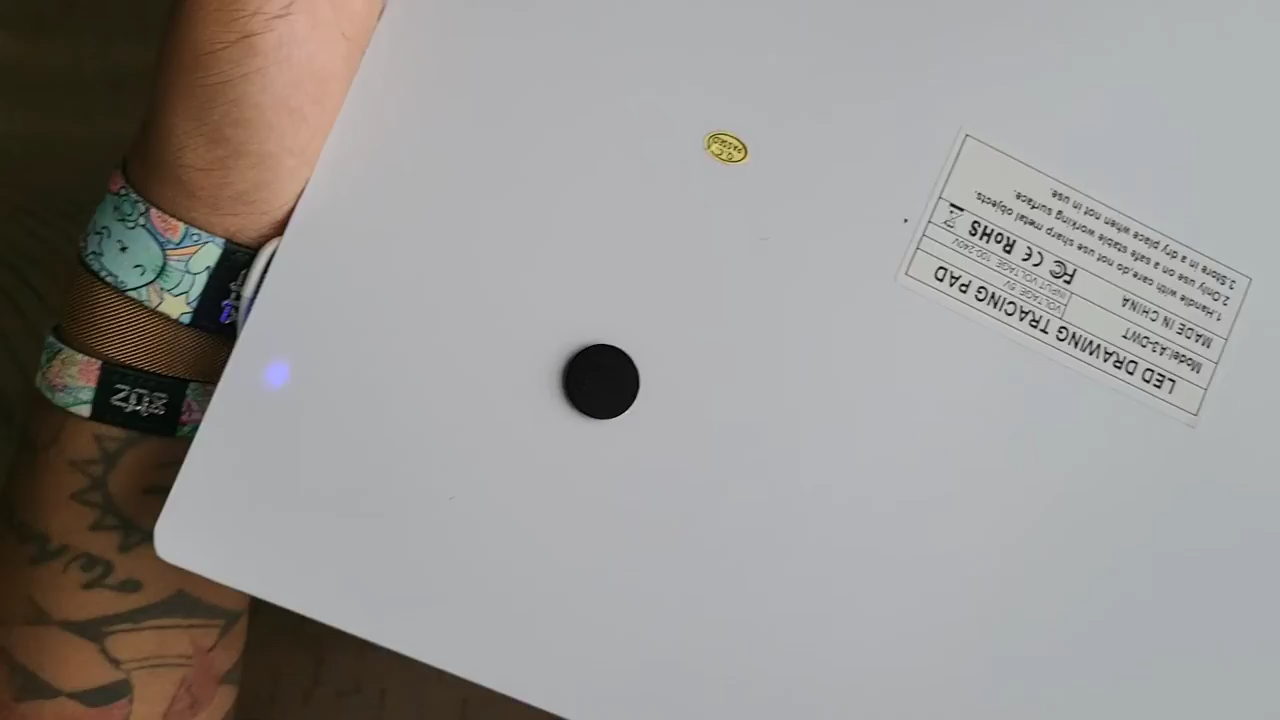 Q.C.
PASSED
LED DRAWING TRACING PAD
Model:A3-DWT
VOLTAGE 5V
INPUT VOLTAGE 100-240V
MADE IN CHINA
FC CE RoHS
1.Handle with care,do not use sharp metal objects.
2.Only use on a safe stable working surface.
3.Store in a dry place when not in use.